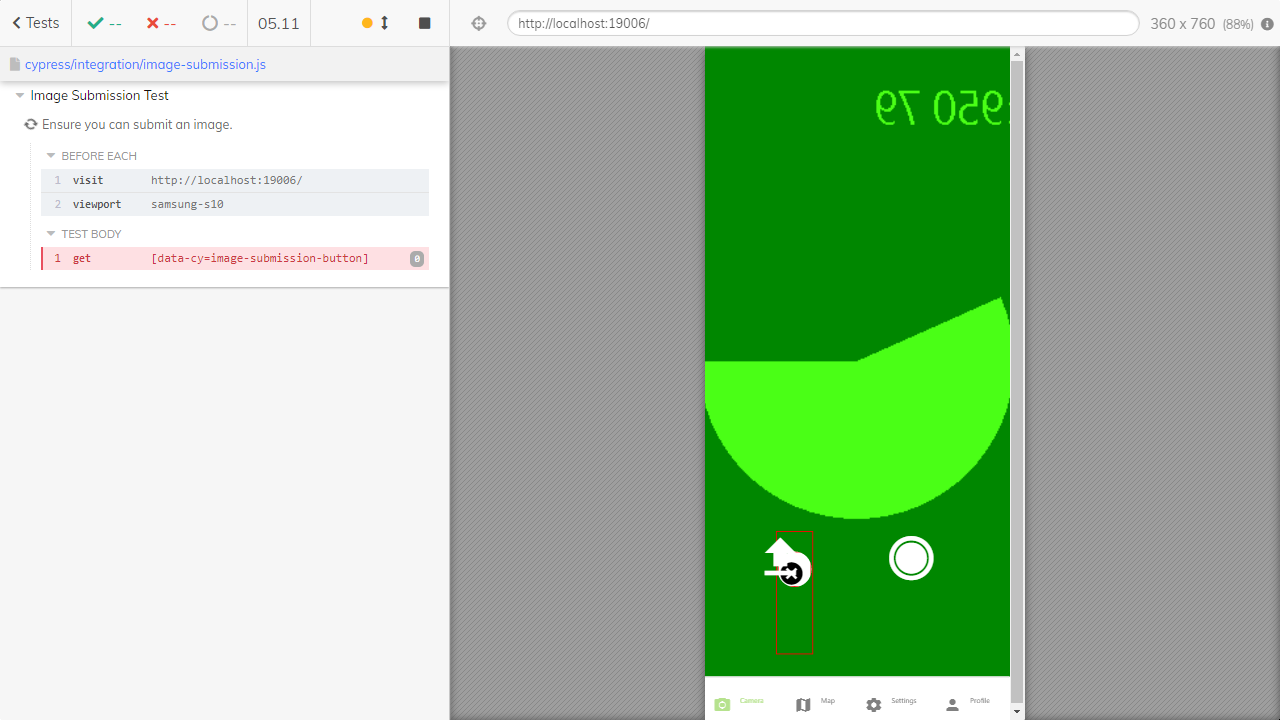 Tests
--
--
--
05.11
http://localhost:19006/
360 x 760 (88%)
cypress/integration/image-submission.js
Image Submission Test
Ensure you can submit an image.
BEFORE EACH
1 visit http://localhost:19006/
2 viewport samsung-s10
TEST BODY
1 get [data-cy=image-submission-button] 0
950 79
Camera
Map
Settings
Profile